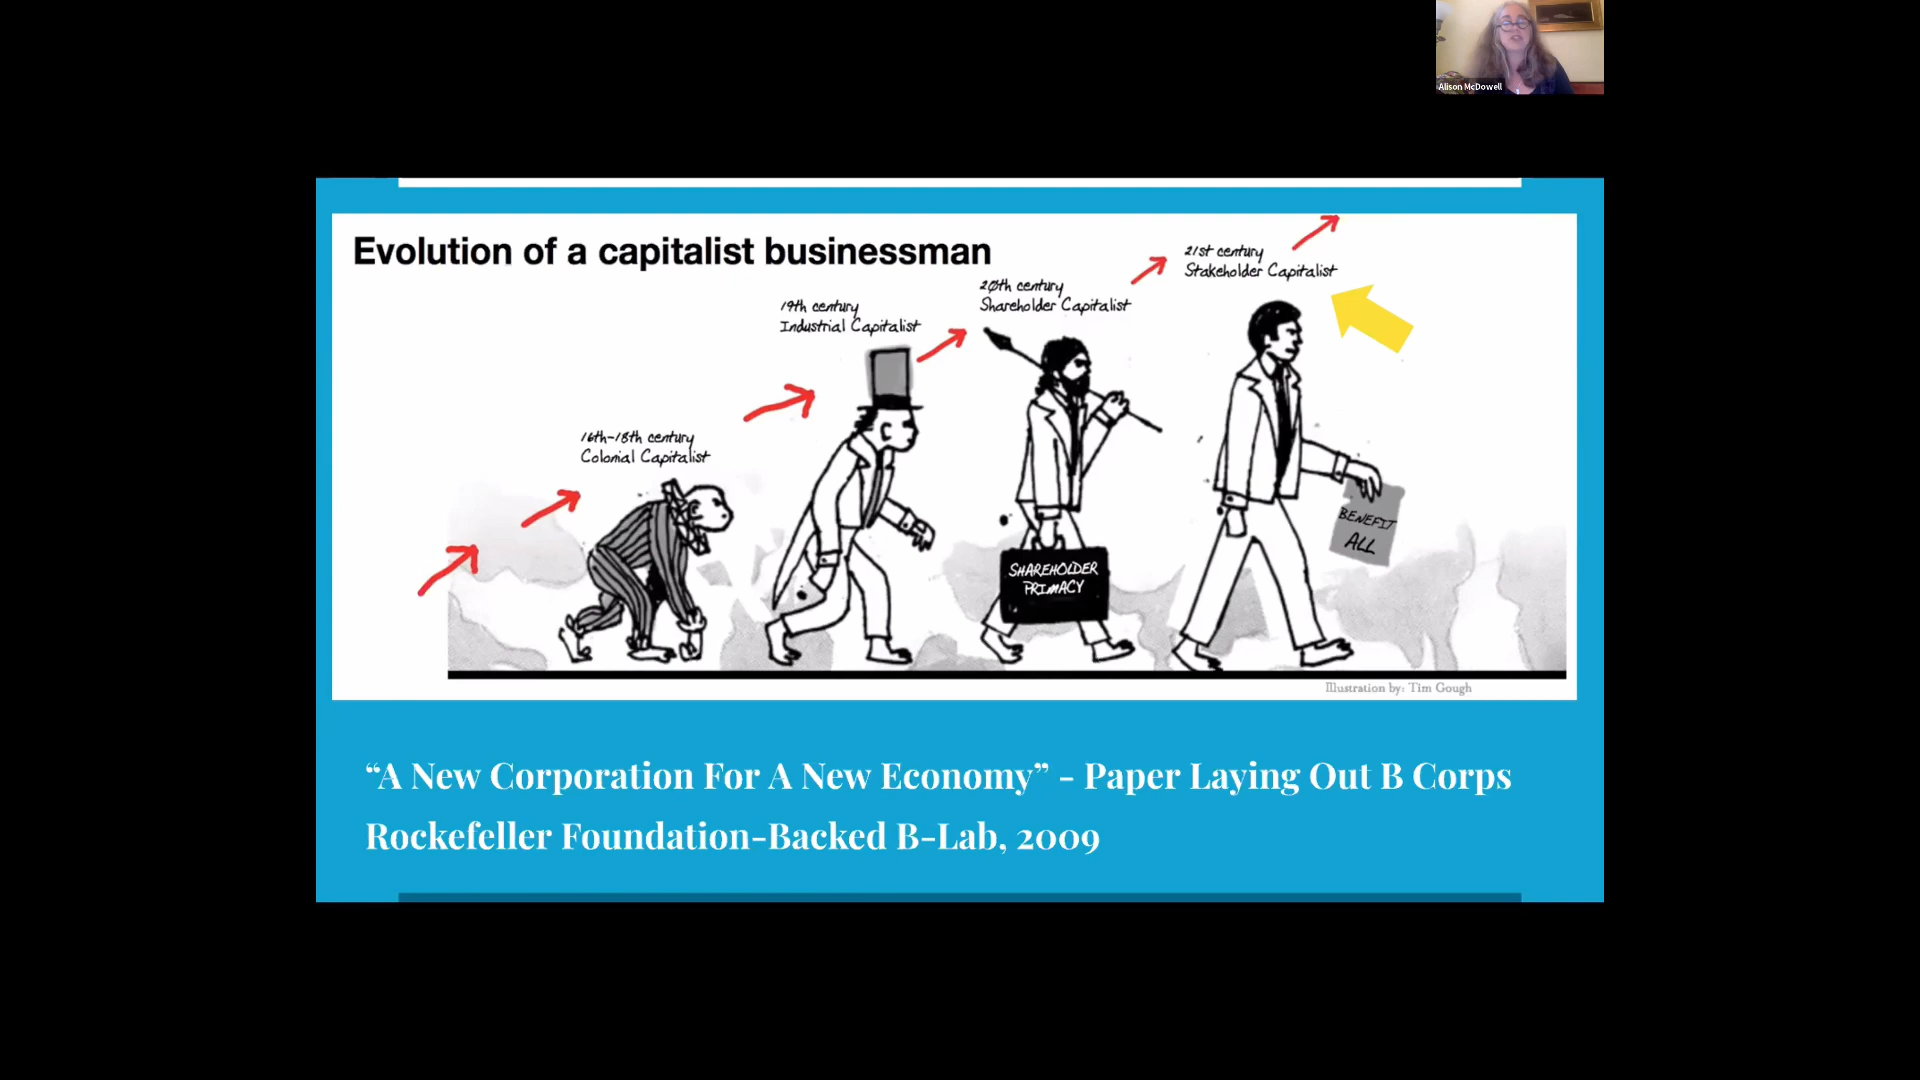 Alison McDowell
Evolution of a capitalist businessman
16th-18th century
Colonial Capitalist
19th century
Industrial Capitalist
20th century
Shareholder Capitalist
21st century
Stakeholder Capitalist
SHAREHOLDER
PRIMACY
BENEFIT
ALL
Illustration by: Tim Gough
“A New Corporation For A New Economy” - Paper Laying Out B Corps
Rockefeller Foundation-Backed B-Lab, 2009